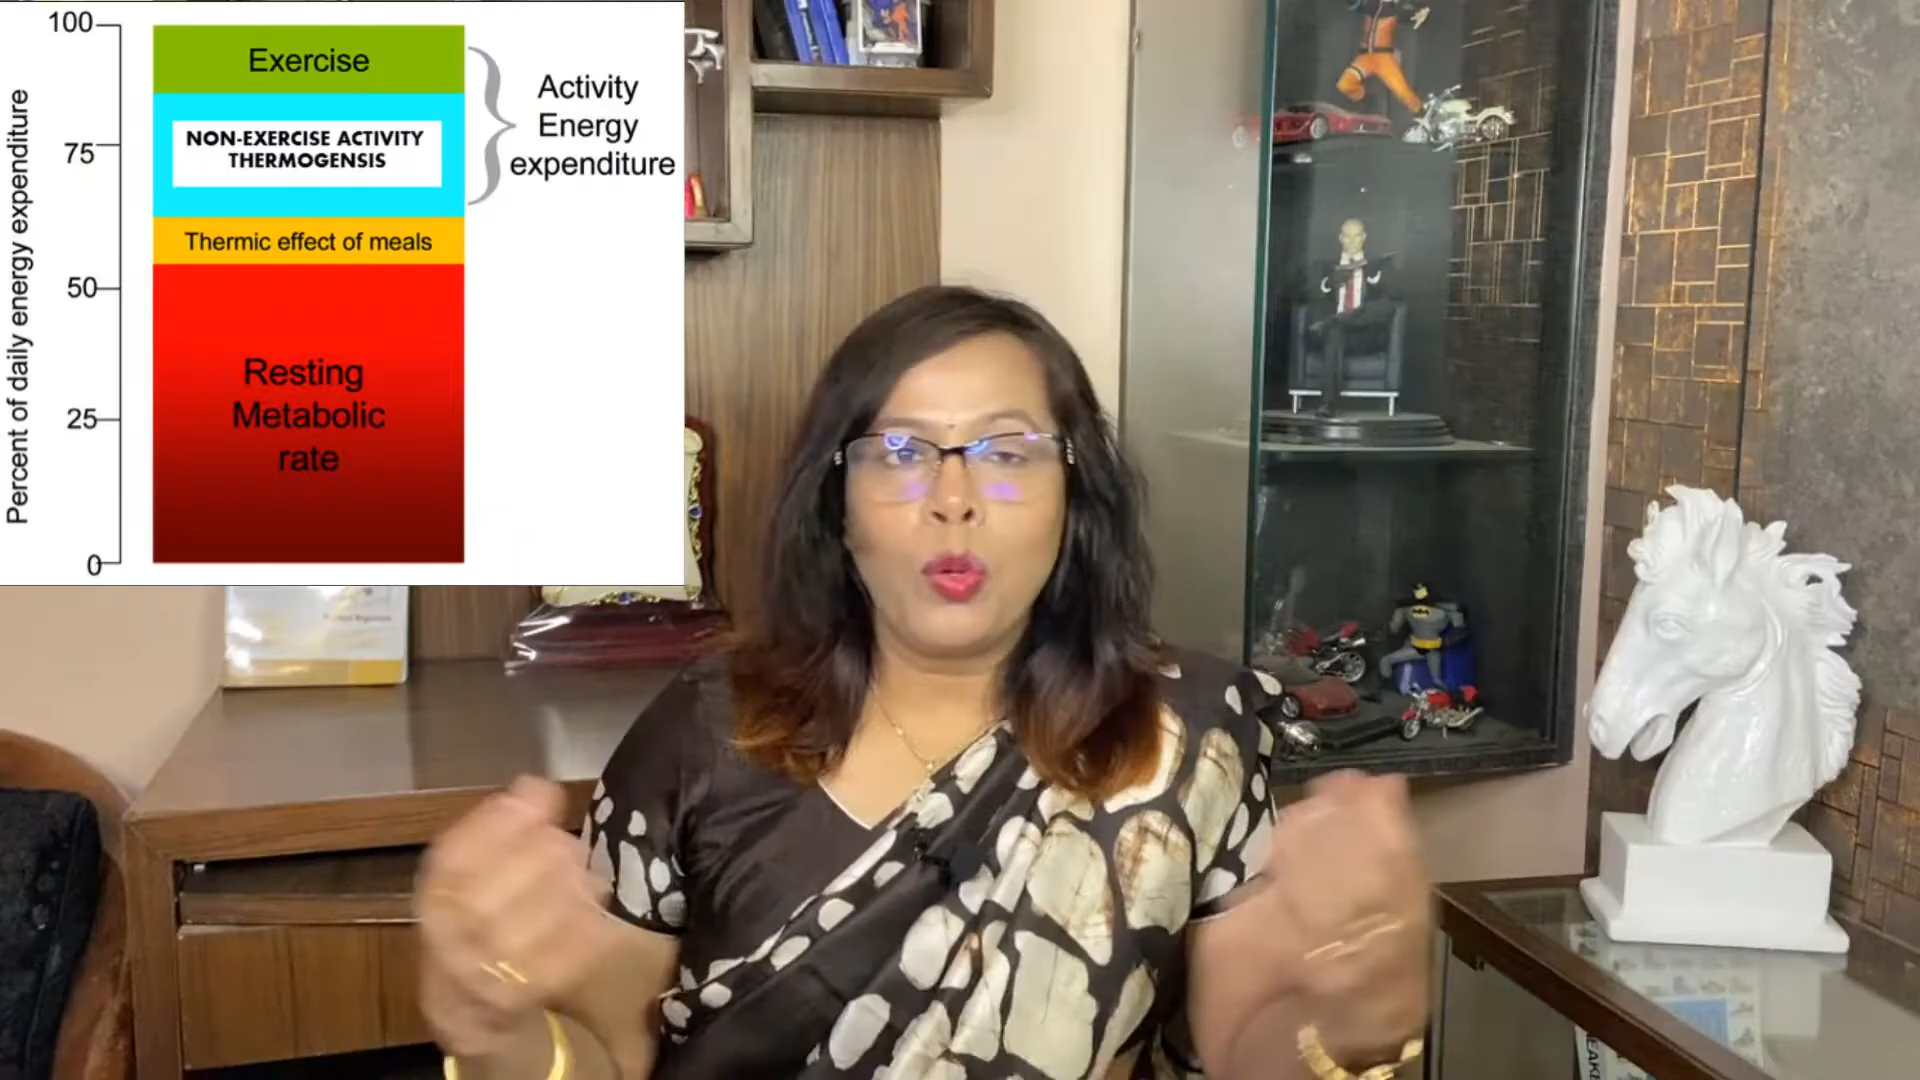 Percent of daily energy expenditure
100
75
50
25
0
Exercise
NON-EXERCISE ACTIVITY
THERMOGENSIS
Thermic effect of meals
Resting
Metabolic
rate
Activity
Energy
expenditure